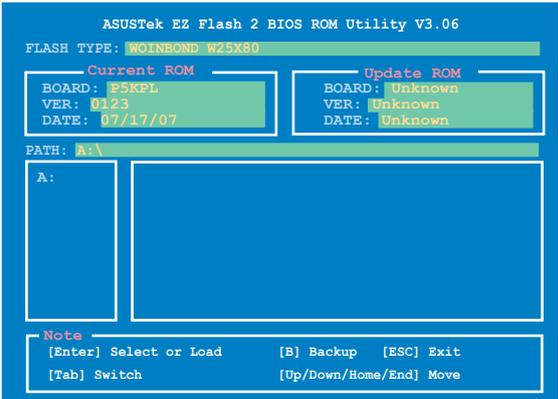 ASUSTek EZ Flash 2 BIOS ROM Utility V3.06
FLASH TYPE: WOINBOND W25X80
Current ROM
BOARD: P5KPL
VER: 0123
DATE: 07/17/07
Update ROM
BOARD: Unknown
VER: Unknown
DATE: Unknown
PATH: A:\
A:
Note
[Enter] Select or Load [B] Backup [ESC] Exit
[Tab] Switch [Up/Down/Home/End] Move